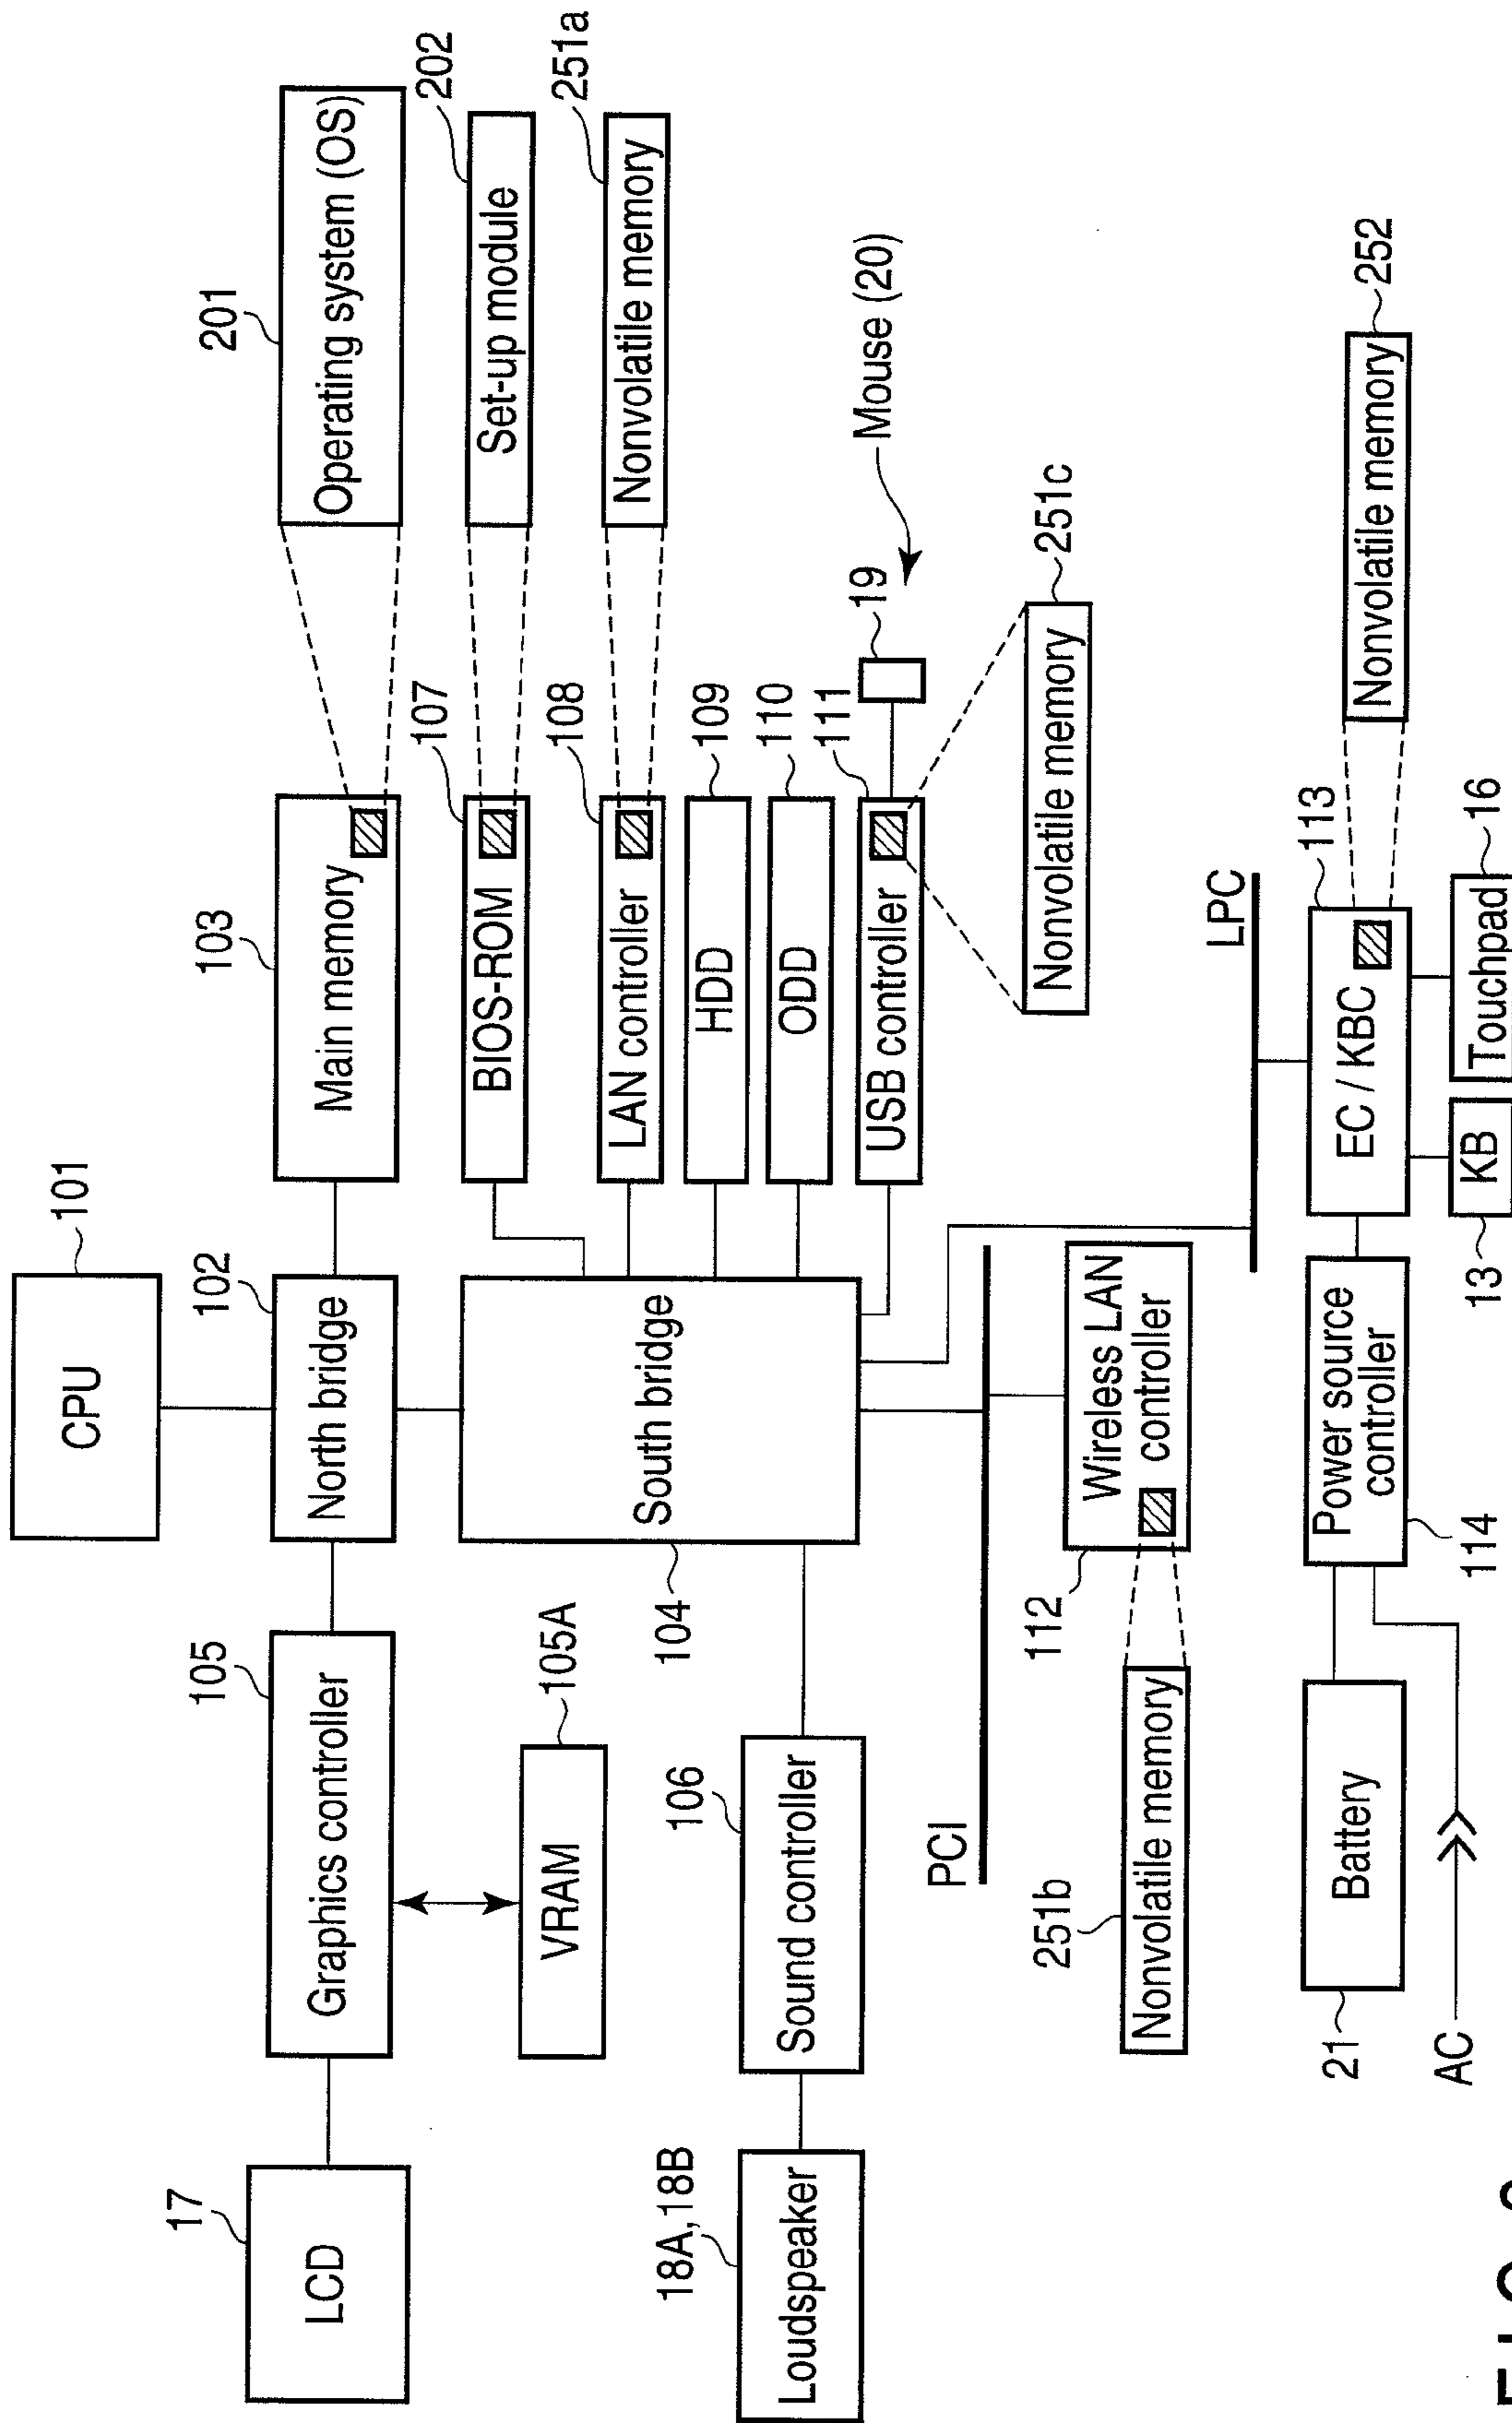 101
CPU
201
Operating system (OS)
17
LCD
105
Graphics controller
102
North bridge
103
Main memory
202
Set-up module
105A
VRAM
107
BIOS-ROM
251a
Nonvolatile memory
104
South bridge
108
LAN controller
109
HDD
110
ODD
18A,18B
Loudspeaker
106
Sound controller
111
USB controller
19
Mouse (20)
251c
Nonvolatile memory
PCI
LPC
251b
Nonvolatile memory
112
Wireless LAN
controller
252
Nonvolatile memory
21
Battery
114
Power source
controller
113
EC / KBC
AC
13
KB
16
Touchpad